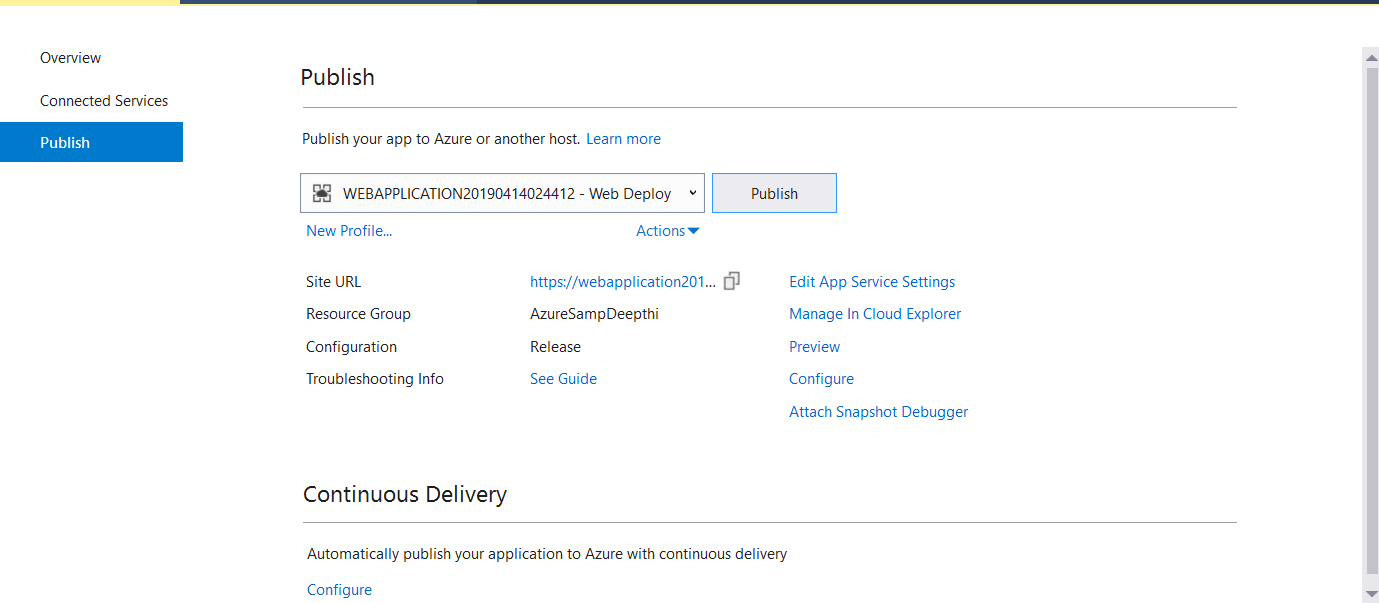 Overview
Connected Services
Publish
Publish
Publish your app to Azure or another host. Learn more
WEBAPPLICATION20190414024412 - Web Deploy
Publish
New Profile...
Actions
Site URL
https://webapplication201...
Edit App Service Settings
Resource Group
AzureSampDeepthi
Manage In Cloud Explorer
Configuration
Release
Preview
Troubleshooting Info
See Guide
Configure
Attach Snapshot Debugger
Continuous Delivery
Automatically publish your application to Azure with continuous delivery
Configure